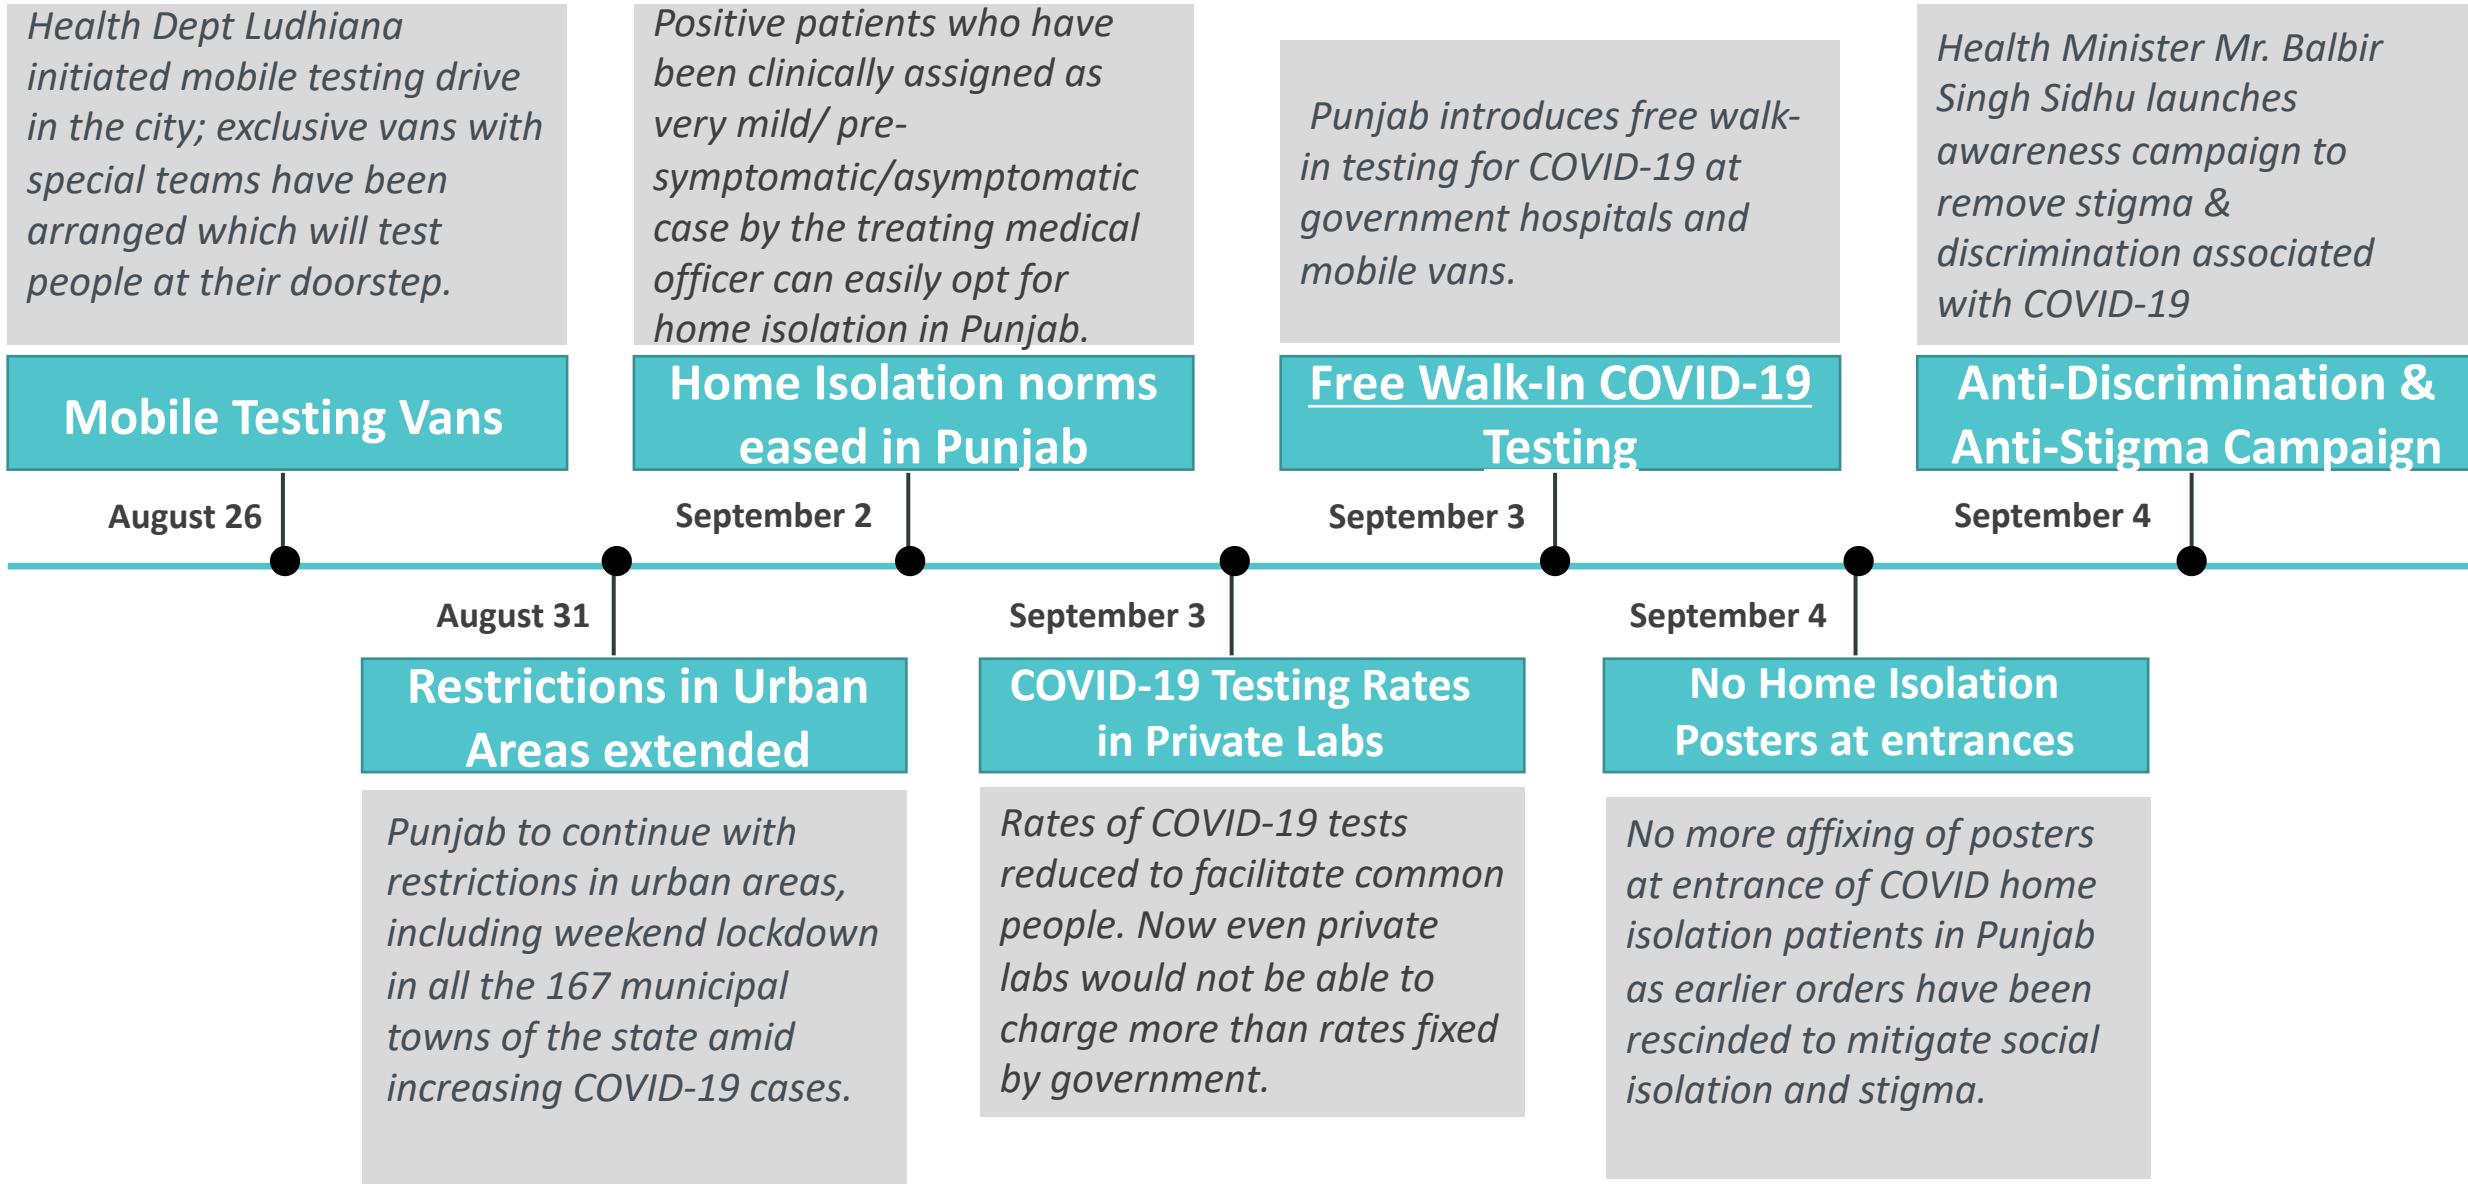 Health Dept Ludhiana
initiated mobile testing drive
in the city; exclusive vans with
special teams have been
arranged which will test
people at their doorstep.
Mobile Testing Vans
August 26
Restrictions in Urban
Areas extended
August 31
Punjab to continue with
restrictions in urban areas,
including weekend lockdown
in all the 167 municipal
towns of the state amid
increasing COVID-19 cases.
Positive patients who have
been clinically assigned as
very mild/ pre-
symptomatic/asymptomatic
case by the treating medical
officer can easily opt for
home isolation in Punjab.
Home Isolation norms
eased in Punjab
September 2
September 3
COVID-19 Testing Rates
in Private Labs
Rates of COVID-19 tests
reduced to facilitate common
people. Now even private
labs would not be able to
charge more than rates fixed
by government.
Punjab introduces free walk-
in testing for COVID-19 at
government hospitals and
mobile vans.
Free Walk-In COVID-19
Testing
September 3
September 4
No Home Isolation
Posters at entrances
No more affixing of posters
at entrance of COVID home
isolation patients in Punjab
as earlier orders have been
rescinded to mitigate social
isolation and stigma.
Health Minister Mr. Balbir
Singh Sidhu launches
awareness campaign to
remove stigma &
discrimination associated
with COVID-19
Anti-Discrimination &
Anti-Stigma Campaign
September 4